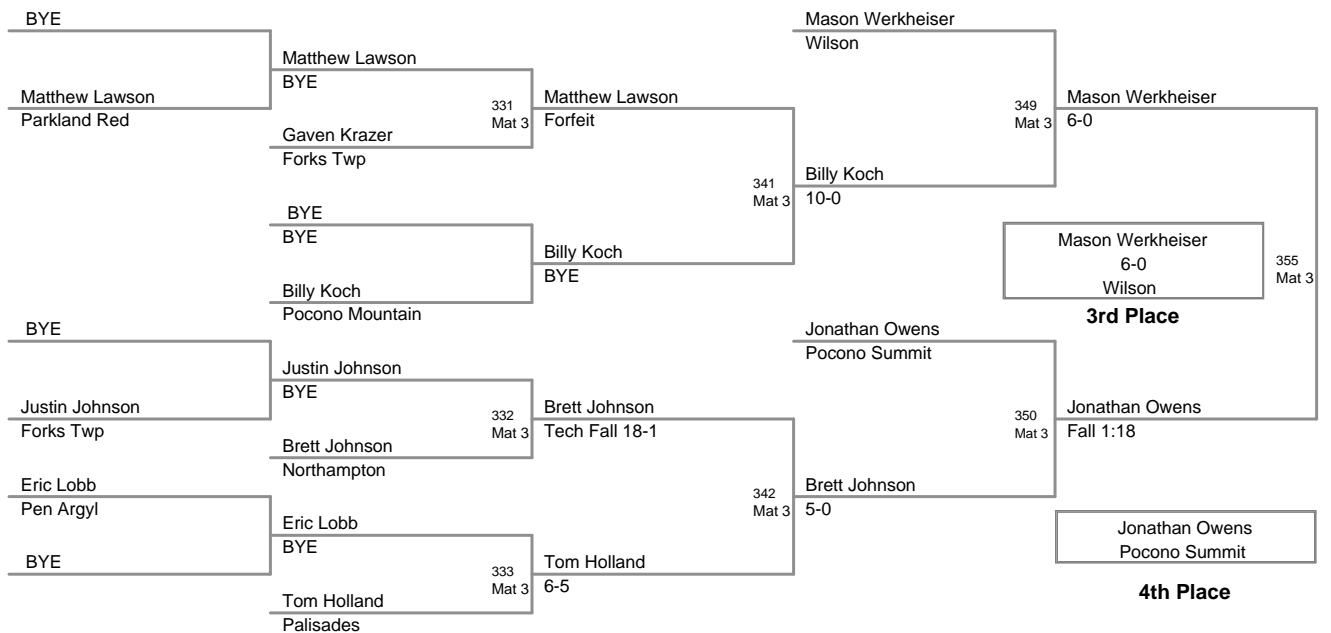 BYE
Matthew Lawson
Parkland Red
Matthew Lawson
BYE
Gaven Krazer
Forks Twp
331
Mat 3
Matthew Lawson
Forfeit
BYE
BYE
Billy Koch
Pocono Mountain
Billy Koch
BYE
341
Mat 3
Billy Koch
10-0
Mason Werkheiser
Wilson
349
Mat 3
Mason Werkheiser
6-0
Mason Werkheiser
6-0
Wilson
3rd Place
355
Mat 3
BYE
Justin Johnson
Forks Twp
Justin Johnson
BYE
Brett Johnson
Northampton
332
Mat 3
Brett Johnson
Tech Fall 18-1
Eric Lobb
Pen Argyl
BYE
Eric Lobb
BYE
Tom Holland
Palisades
333
Mat 3
Tom Holland
6-5
342
Mat 3
Brett Johnson
5-0
Jonathan Owens
Pocono Summit
350
Mat 3
Jonathan Owens
Fall 1:18
Jonathan Owens
Pocono Summit
4th Place